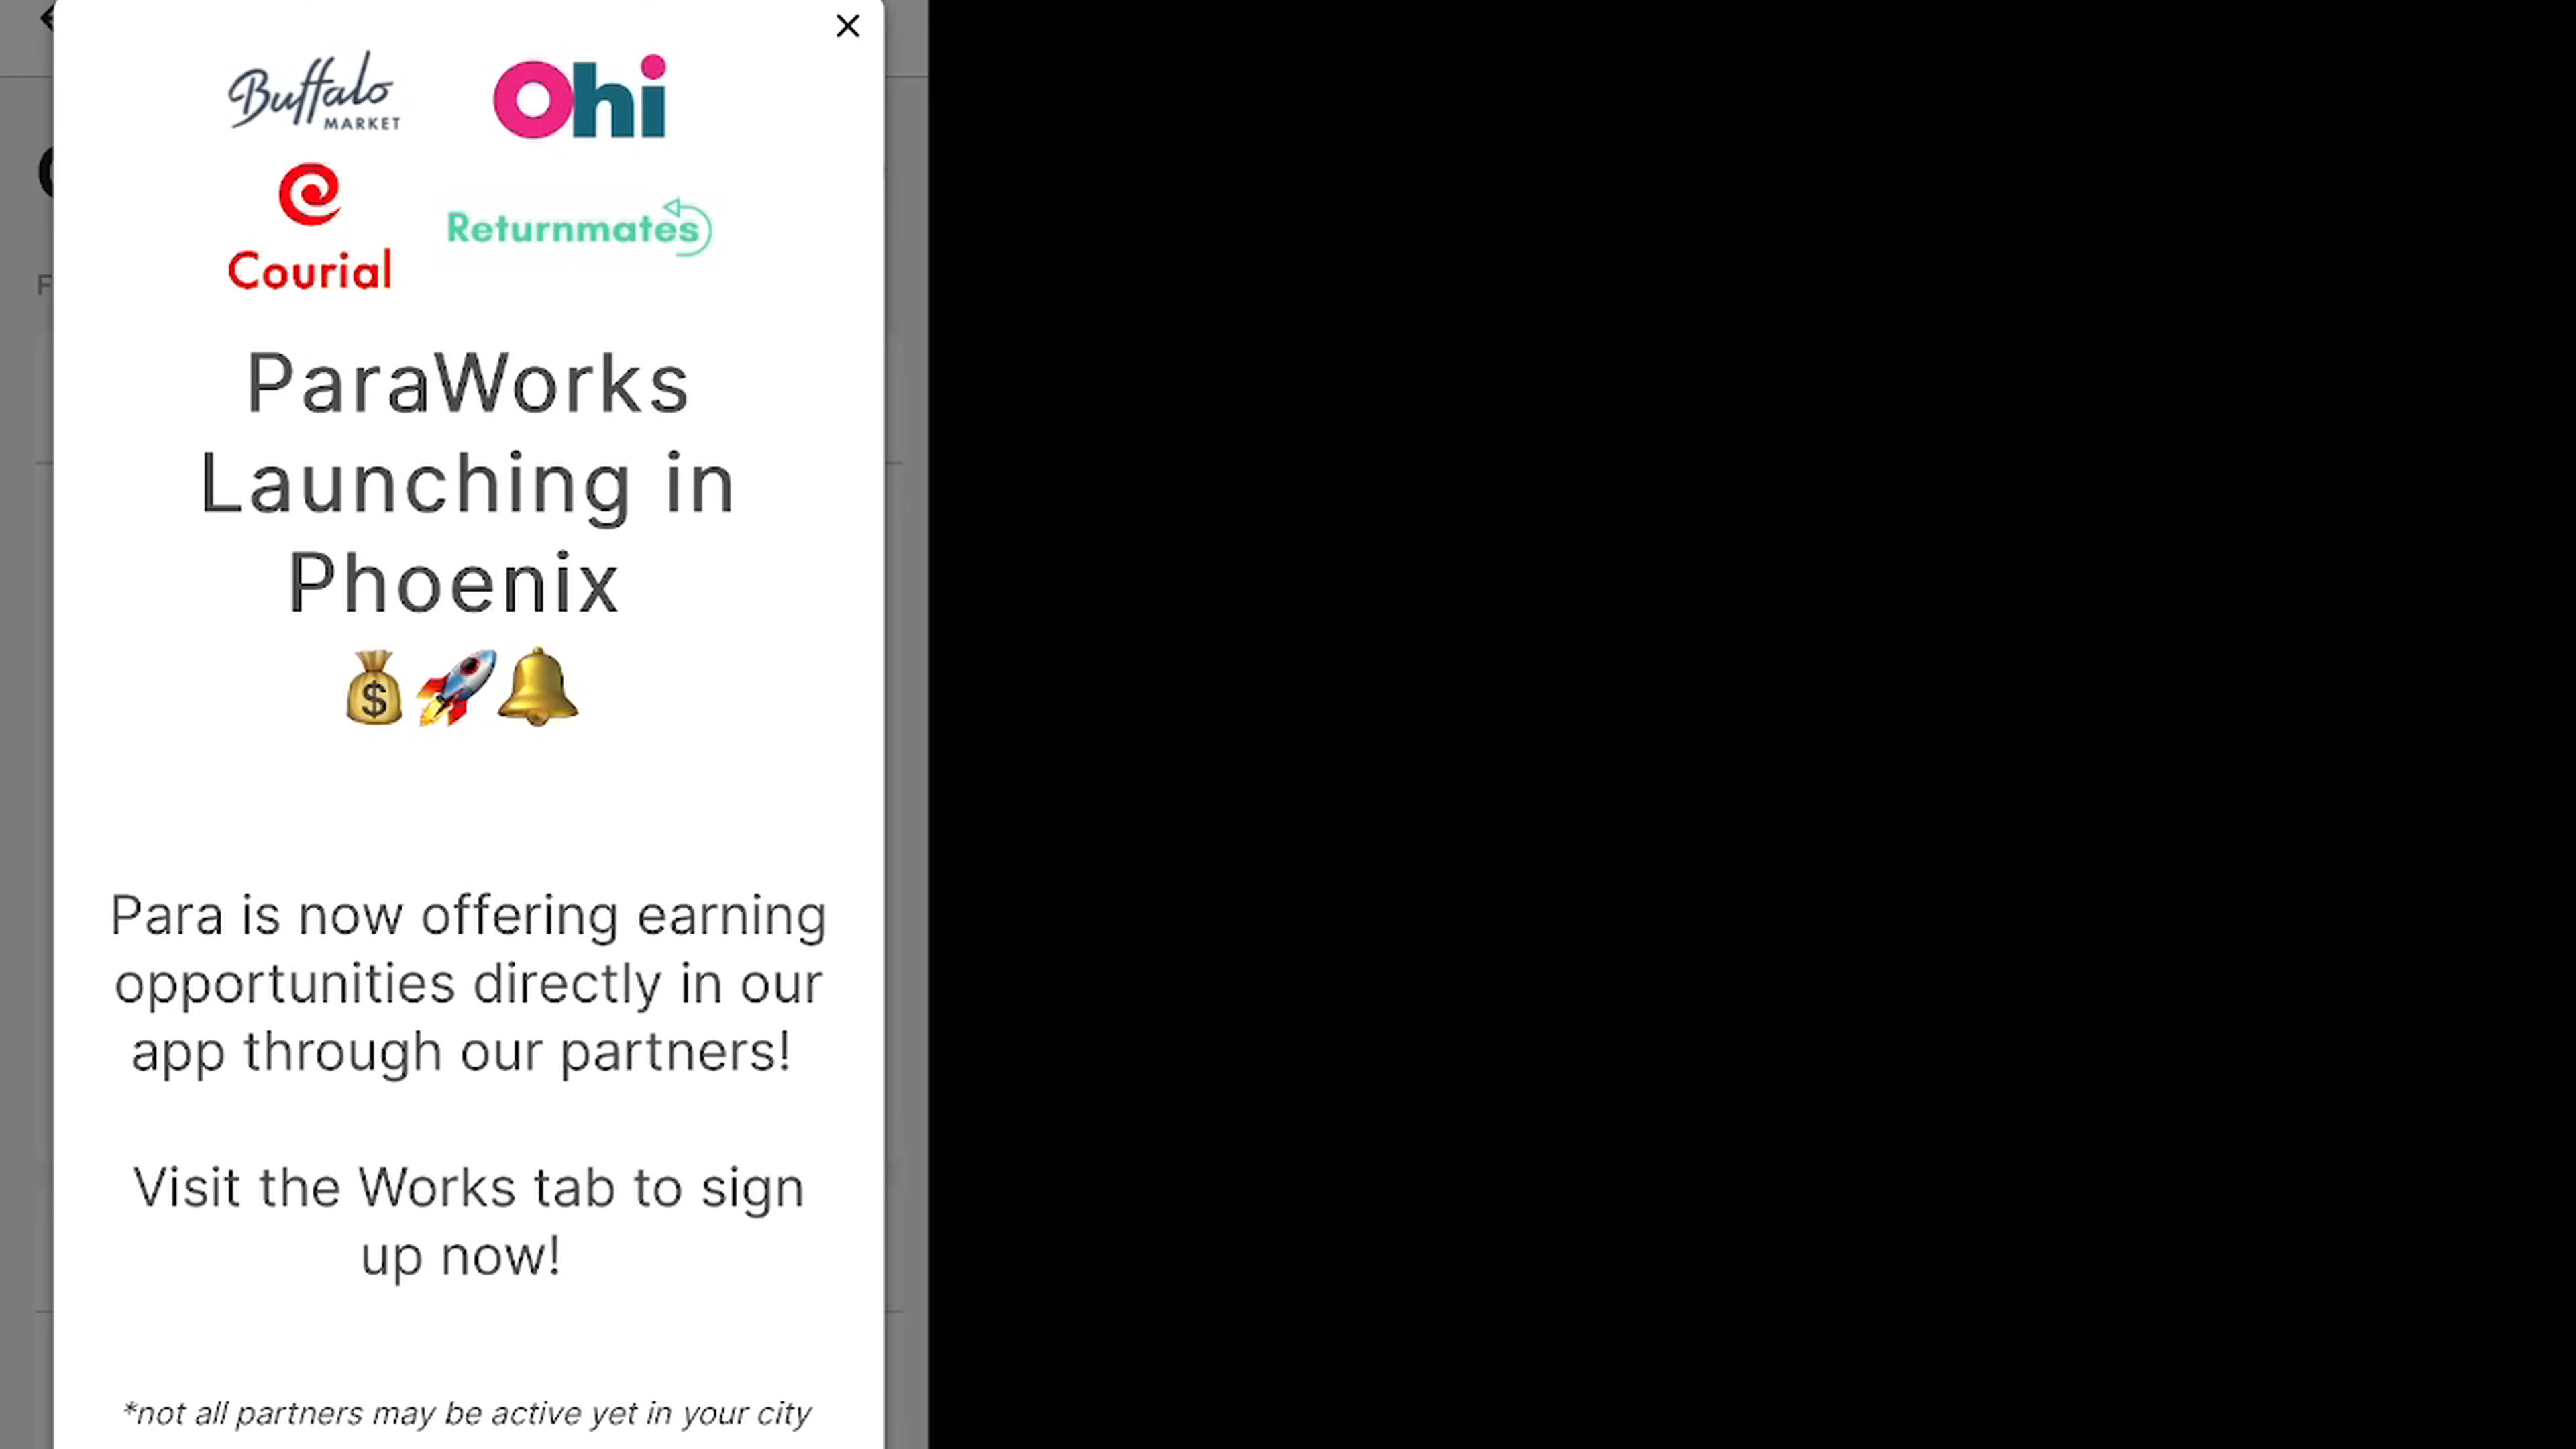 Buffalo
MARKET
Ohi
Courial
Returnmates
ParaWorks
Launching in
Phoenix
💰🚀🔔
Para is now offering earning
opportunities directly in our
app through our partners!
Visit the Works tab to sign
up now!
*not all partners may be active yet in your city